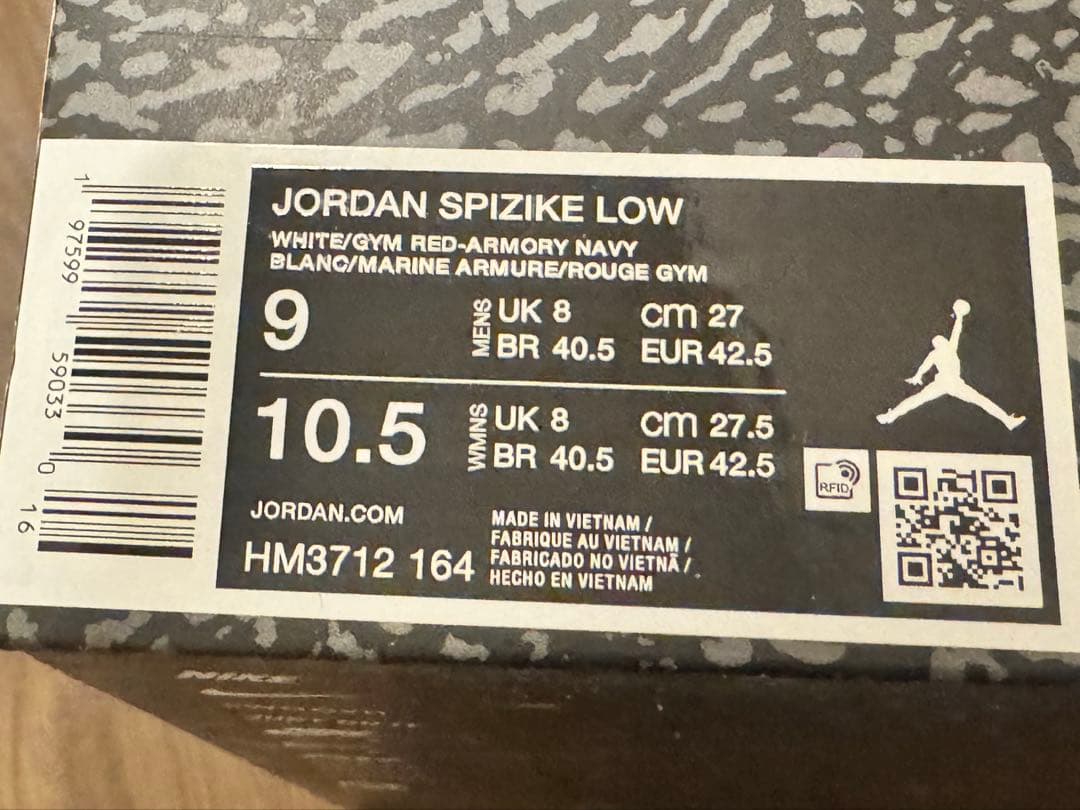 JORDAN SPIZIKE LOW
WHITE/GYM RED-ARMORY NAVY
BLANC/MARINE ARMURE/ROUGE GYM
9 MENS UK 8 cm 27
BR 40.5 EUR 42.5
10.5 WMNS UK 8 cm 27.5
BR 40.5 EUR 42.5
RFID
JORDAN.COM
HM3712 164
MADE IN VIETNAM /
FABRIQUE AU VIETNAM /
FABRICADO NO VIETNÃ /
HECHO EN VIETNAM
1 97599 59033 0 16
NIKE